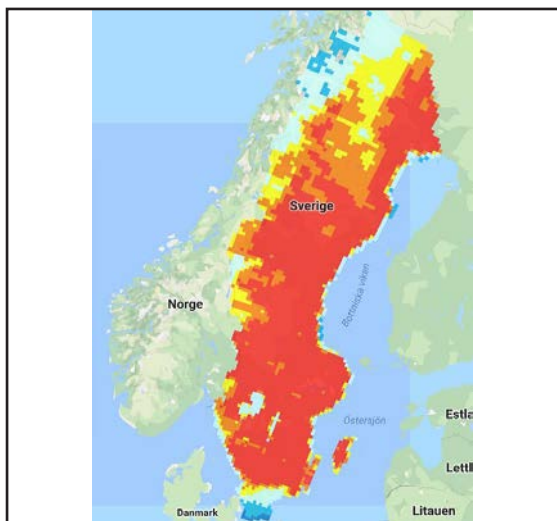 Sverige
Norge
Bottniska viken
Östersjön
Estla
Lettl
Danmark
Litauen